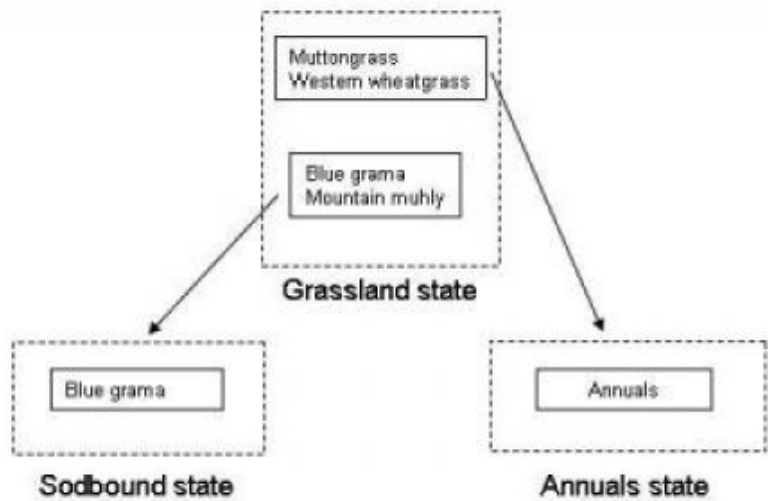 Muttongrass
Western wheatgrass
Blue grama
Mountain muhly
Grassland state
Blue grama
Annuals
Sodbound state
Annuals state